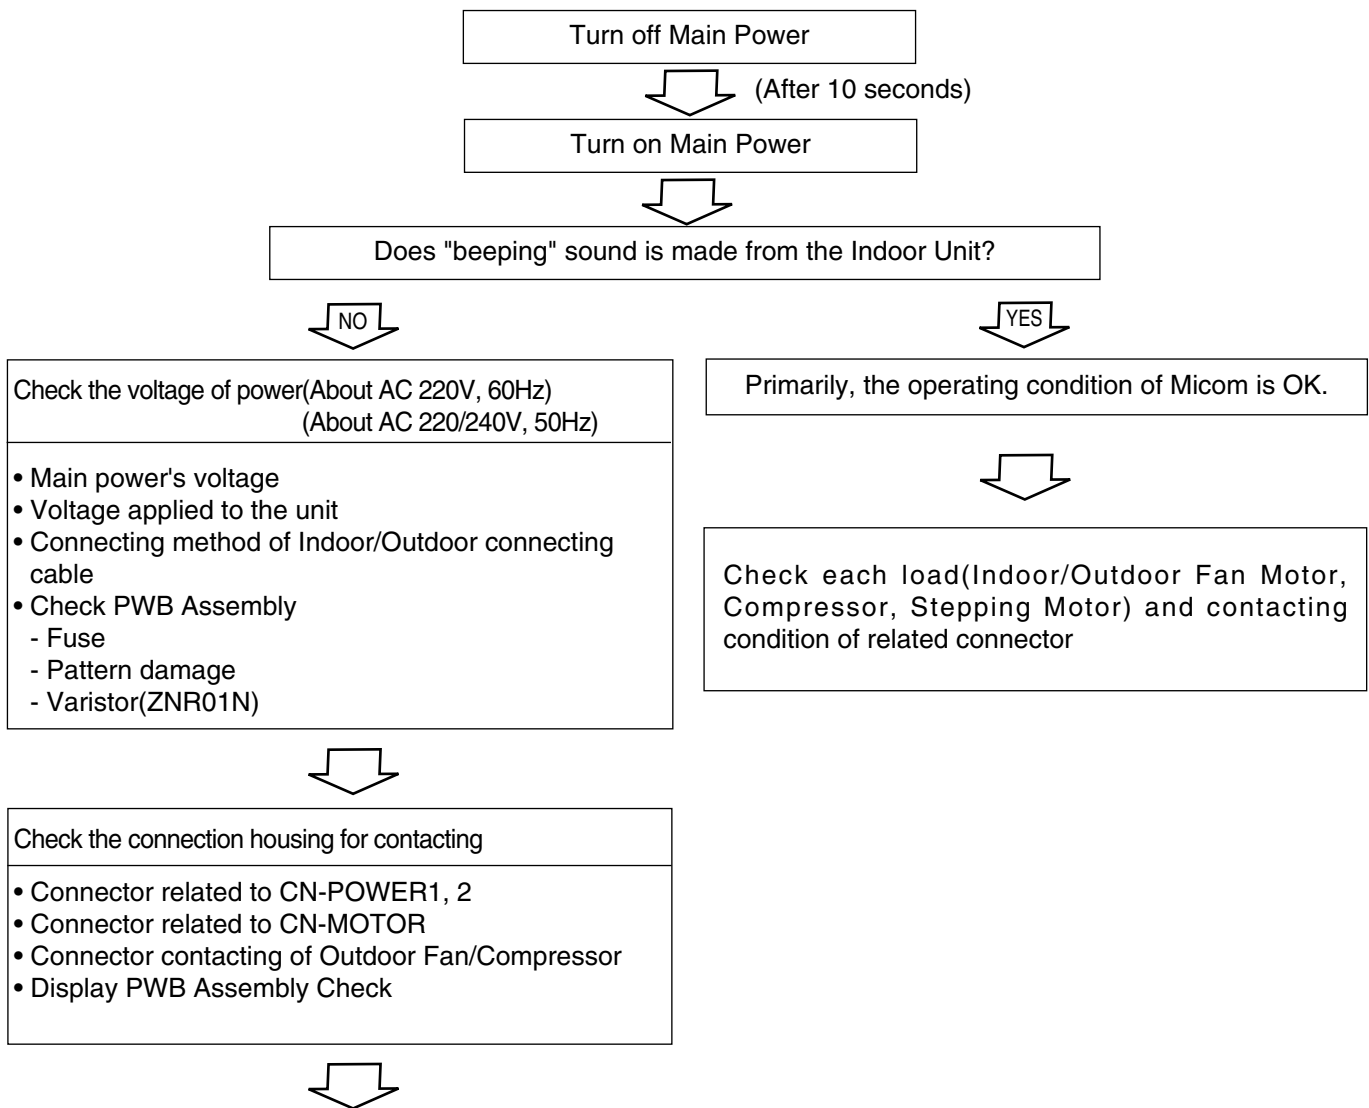 Turn off Main Power
(After 10 seconds)
Turn on Main Power
Does "beeping" sound is made from the Indoor Unit?
NO
YES
Check the voltage of power(About AC 220V, 60Hz)
(About AC 220/240V, 50Hz)
• Main power's voltage
• Voltage applied to the unit
• Connecting method of Indoor/Outdoor connecting
cable
• Check PWB Assembly
- Fuse
- Pattern damage
- Varistor(ZNR01N)
Primarily, the operating condition of Micom is OK.
Check each load(Indoor/Outdoor Fan Motor,
Compressor, Stepping Motor) and contacting
condition of related connector
Check the connection housing for contacting
• Connector related to CN-POWER1, 2
• Connector related to CN-MOTOR
• Connector contacting of Outdoor Fan/Compressor
• Display PWB Assembly Check